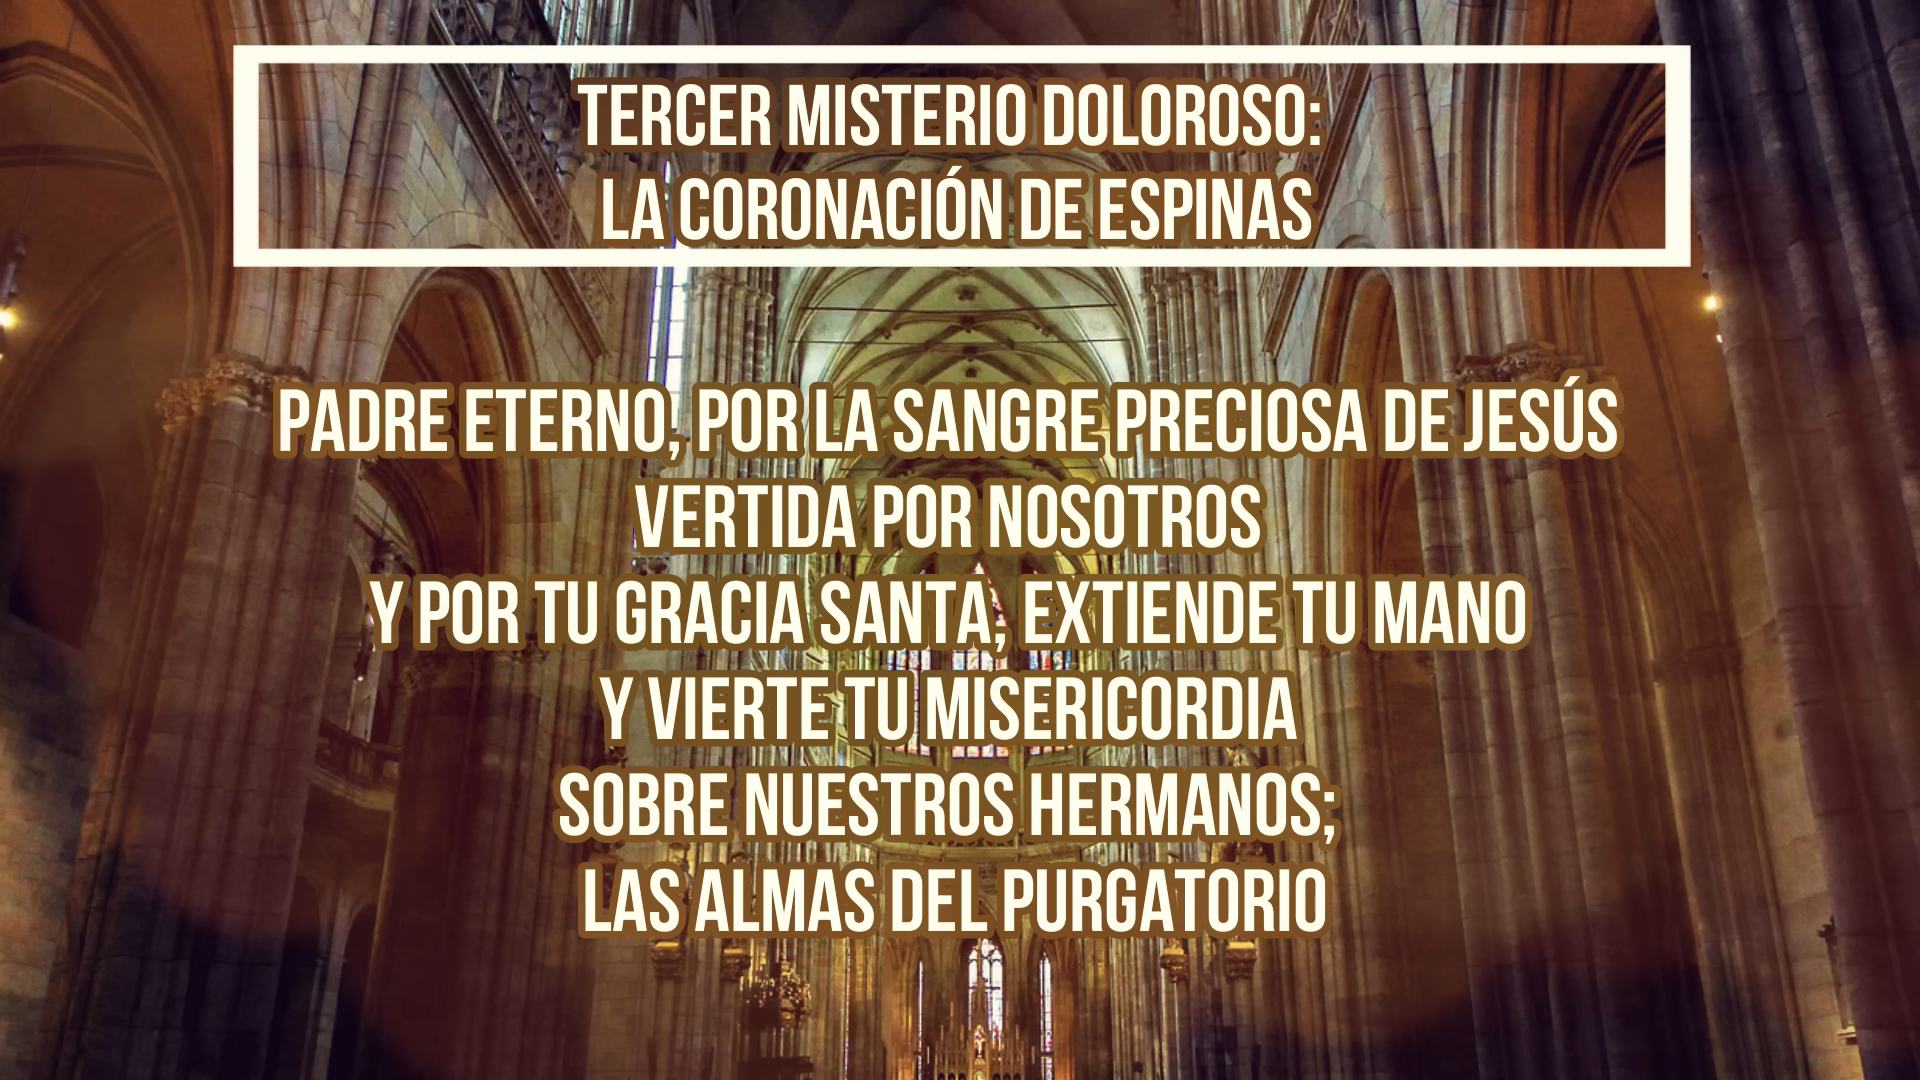 TERCER MISTERIO DOLOROSO:
LA CORONACIÓN DE ESPINAS
PADRE ETERNO, POR LA SANGRE PRECIOSA DE JESÚS
VERTIDA POR NOSOTROS
Y POR TU GRACIA SANTA, EXTIENDE TU MANO
Y VIERTE TU MISERICORDIA
SOBRE NUESTROS HERMANOS;
LAS ALMAS DEL PURGATORIO